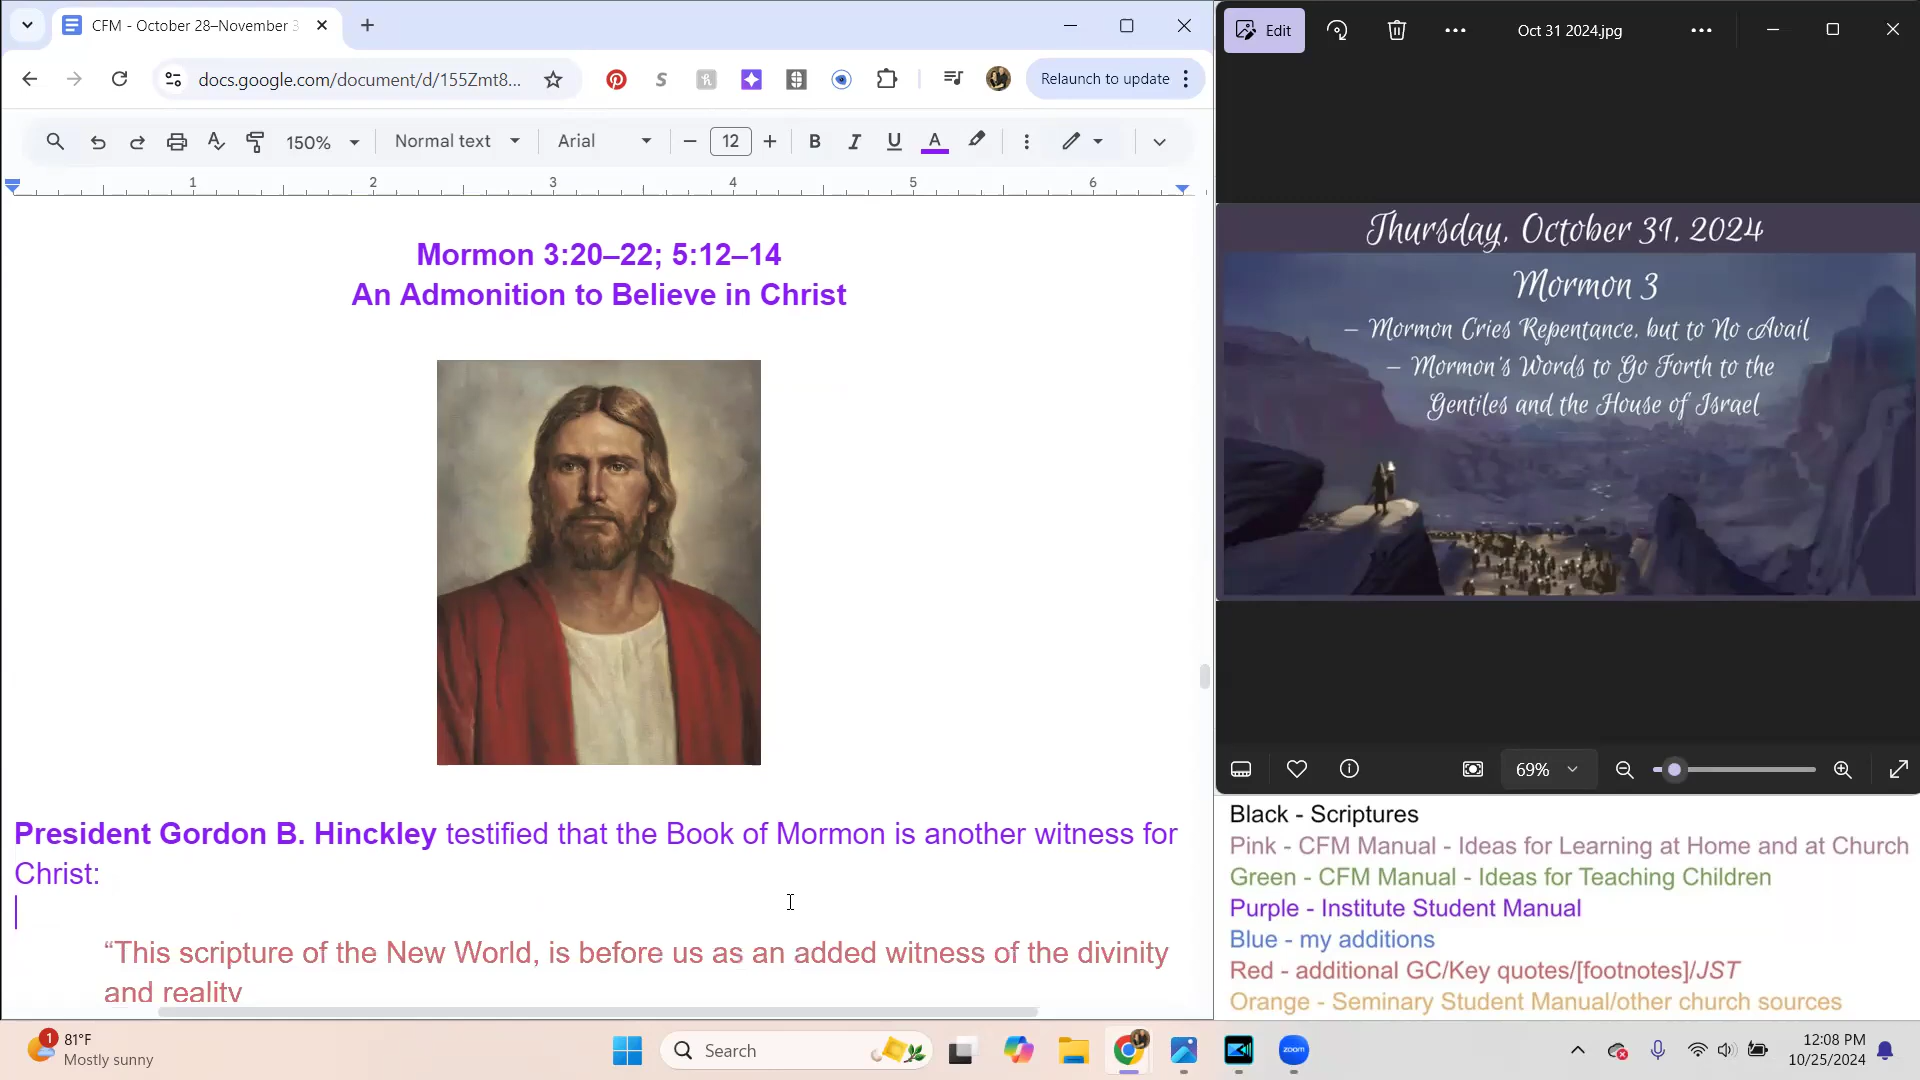 CFM - October 28–November 3
docs.google.com/document/d/155Zmt8...
Relaunch to update
150%
Normal text
Arial
12
1 2 3 4 5 6
Mormon 3:20–22; 5:12–14
An Admonition to Believe in Christ
President Gordon B. Hinckley testified that the Book of Mormon is another witness for
Christ:
“This scripture of the New World, is before us as an added witness of the divinity
and reality
Edit
Oct 31 2024.jpg
Thursday, October 31, 2024
Mormon 3
– Mormon Cries Repentance, but to No Avail
– Mormon's Words to Go Forth to the
Gentiles and the House of Israel
69%
Black - Scriptures
Pink - CFM Manual - Ideas for Learning at Home and at Church
Green - CFM Manual - Ideas for Teaching Children
Purple - Institute Student Manual
Blue - my additions
Red - additional GC/Key quotes/[footnotes]/JST
Orange - Seminary Student Manual/other church sources
1
81°F
Mostly sunny
Search
zoom
12:08 PM
10/25/2024